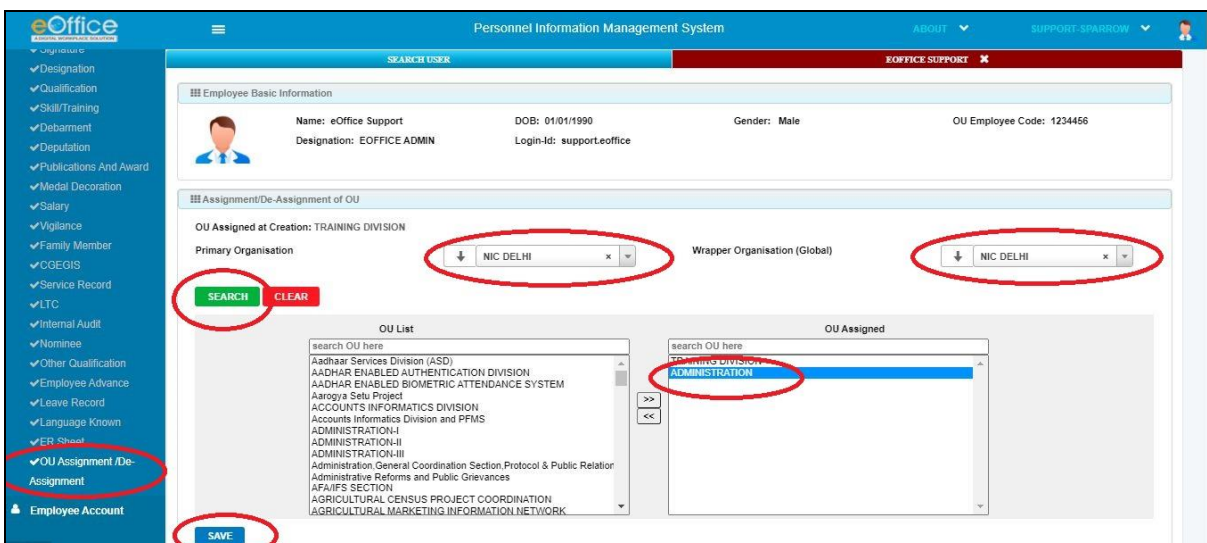 eOffice
A DIGITAL WORKPLACE SOLUTION
Personnel Information Management System
ABOUT
SUPPORT-SPARROW
Signature
Designation
Qualification
Skill/Training
Debarment
Deputation
Publications And Award
Medal Decoration
Salary
Vigilance
Family Member
CGEGIS
Service Record
LTC
Internal Audit
Nominee
Other Qualification
Employee Advance
Leave Record
Language Known
ER Sheet
OU Assignment /De-
Assignment
Employee Account
SEARCH USER
EOFFICE SUPPORT ✖
Employee Basic Information
Name: eOffice Support DOB: 01/01/1990 Gender: Male OU Employee Code: 1234456
Designation: EOFFICE ADMIN Login-Id: support.eoffice
Assignment/De-Assignment of OU
OU Assigned at Creation: TRAINING DIVISION
Primary Organisation NIC DELHI × Wrapper Organisation (Global) NIC DELHI ×
SEARCH CLEAR
OU List
search OU here
Aadhaar Services Division (ASD)
AADHAR ENABLED AUTHENTICATION DIVISION
AADHAR ENABLED BIOMETRIC ATTENDANCE SYSTEM
Aarogya Setu Project
ACCOUNTS INFORMATICS DIVISION
Accounts Informatics Division and PFMS
ADMINISTRATION-I
ADMINISTRATION-II
ADMINISTRATION-III
Administration,General Coordination Section,Protocol & Public Relation
Administrative Reforms and Public Grievances
AFA/IFS SECTION
AGRICULTURAL CENSUS PROJECT COORDINATION
AGRICULTURAL MARKETING INFORMATION NETWORK
>>
<<
OU Assigned
search OU here
TRAINING DIVISION
ADMINISTRATION
SAVE